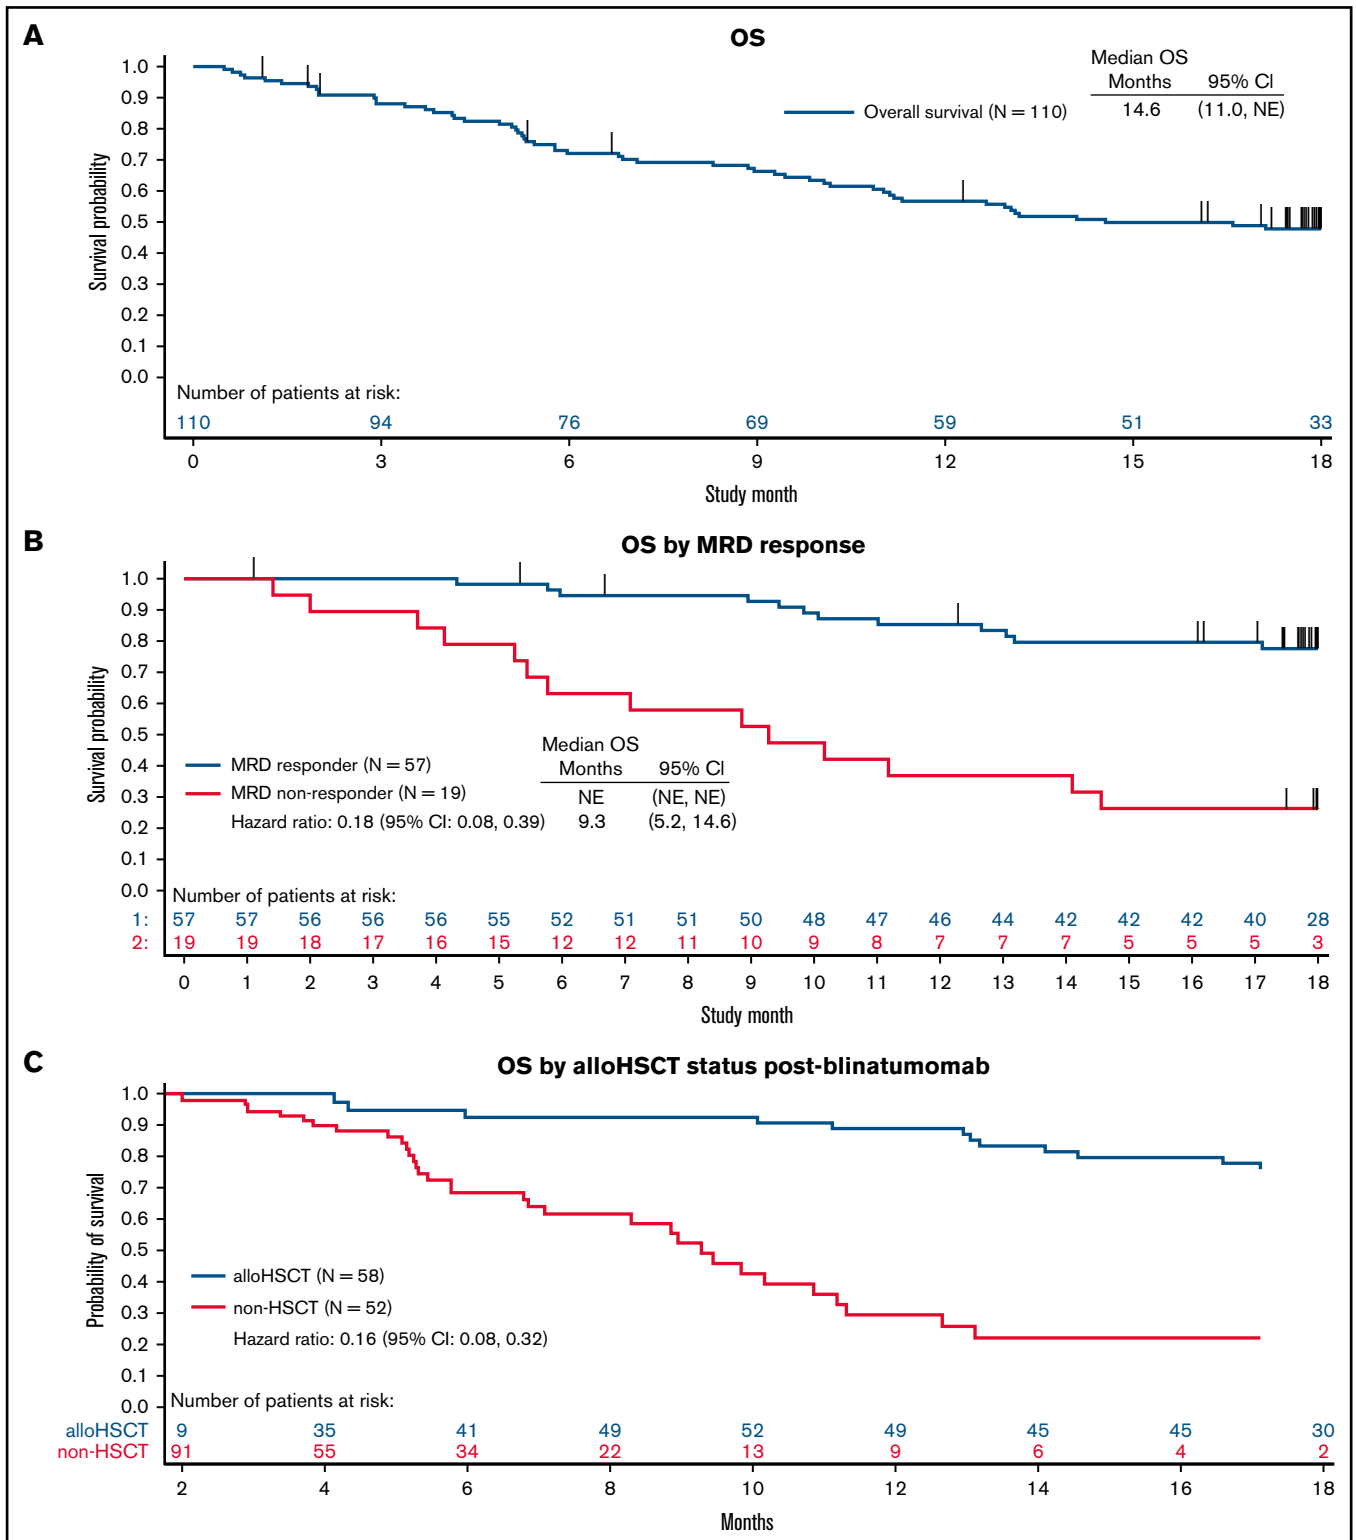 A
OS
Median OS
Months 95% CI
Overall survival (N = 110) 14.6 (11.0, NE)
Survival probability
1.0
0.9
0.8
0.7
0.6
0.5
0.4
0.3
0.2
0.1
0.0
Number of patients at risk:
110 94 76 69 59 51 33
0 3 6 9 12 15 18
Study month
B
OS by MRD response
Survival probability
1.0
0.9
0.8
0.7
0.6
0.5
0.4
0.3
0.2
0.1
0.0
Median OS
Months 95% CI
MRD responder (N = 57) NE (NE, NE)
MRD non-responder (N = 19) 9.3 (5.2, 14.6)
Hazard ratio: 0.18 (95% CI: 0.08, 0.39)
Number of patients at risk:
1: 57 57 56 56 56 55 52 51 51 50 48 47 46 44 42 42 42 40 28
2: 19 19 18 17 16 15 12 12 11 10 9 8 7 7 7 5 5 5 3
0 1 2 3 4 5 6 7 8 9 10 11 12 13 14 15 16 17 18
Study month
C
OS by alloHSCT status post-blinatumomab
Probability of survival
1.0
0.9
0.8
0.7
0.6
0.5
0.4
0.3
0.2
0.1
0.0
alloHSCT (N = 58)
non-HSCT (N = 52)
Hazard ratio: 0.16 (95% CI: 0.08, 0.32)
Number of patients at risk:
alloHSCT 9 35 41 49 52 49 45 45 30
non-HSCT 91 55 34 22 13 9 6 4 2
2 4 6 8 10 12 14 16 18
Months